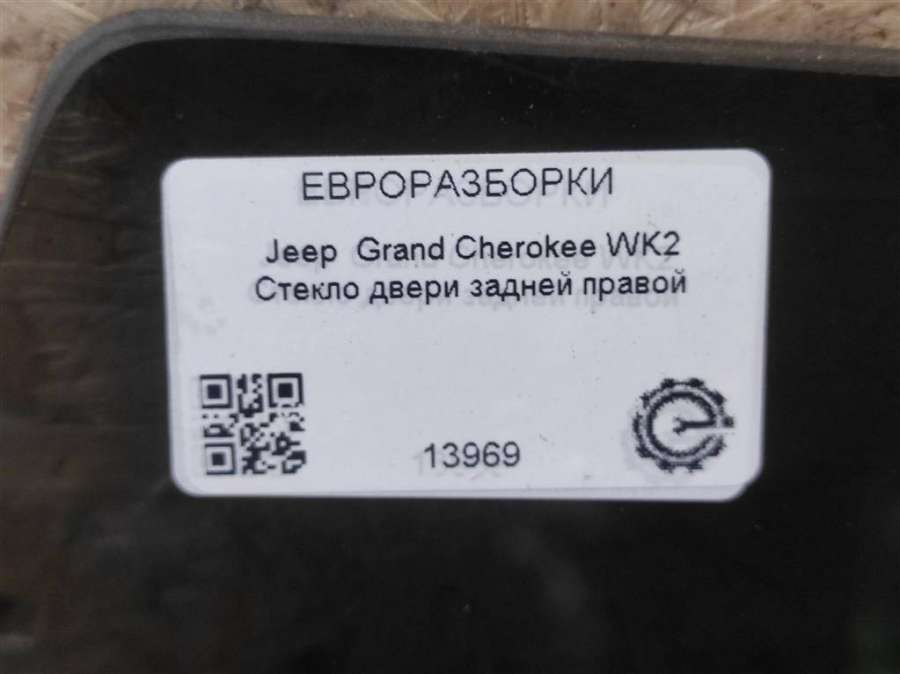 ЕВРОРАЗБОРКИ
Jeep Grand Cherokee WK2
Стекло двери задней правой
13969